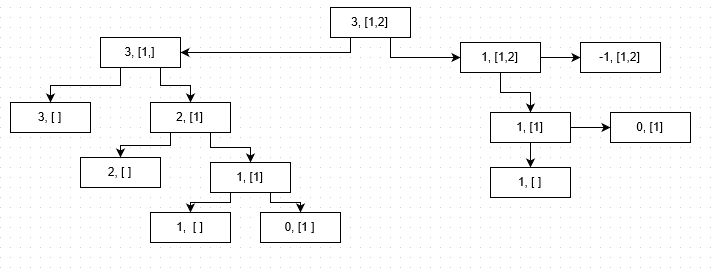 3, [1,2]
3, [1,]
1, [1,2]
-1, [1,2]
3, [ ]
2, [1]
1, [1]
0, [1]
2, [ ]
1, [1]
1, [ ]
1, [ ]
0, [1 ]